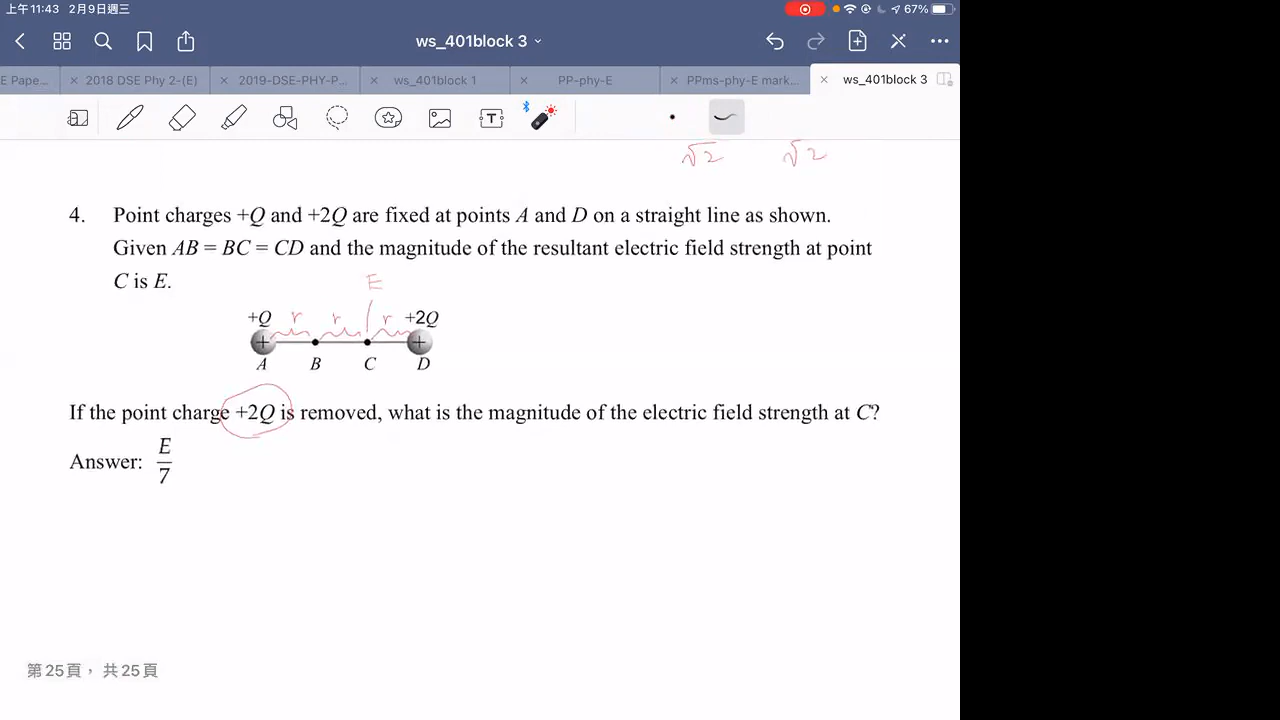 上午11:43 2月9日週三
67%
ws_401block 3
E Pape...
× 2018 DSE Phy 2-(E)
× 2019-DSE-PHY-P...
× ws_401block 1
× PP-phy-E
× PPms-phy-E mark...
× ws_401block 3
T
√2 √2
4. Point charges +Q and +2Q are fixed at points A and D on a straight line as shown.
Given AB = BC = CD and the magnitude of the resultant electric field strength at point
C is E.
E
+Q r r r +2Q
+ +
A B C D
If the point charge +2Q is removed, what is the magnitude of the electric field strength at C?
Answer: E/7
第25頁， 共25頁